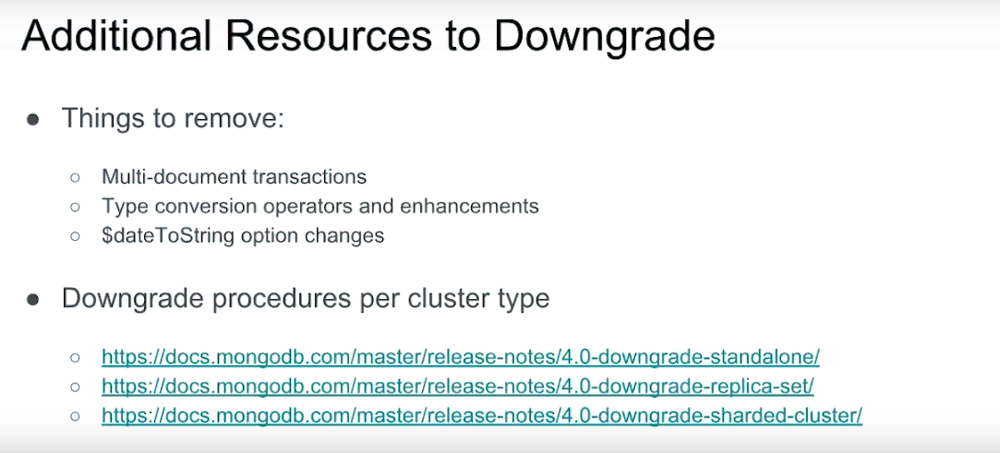 Additional Resources to Downgrade
● Things to remove:
○ Multi-document transactions
○ Type conversion operators and enhancements
○ $dateToString option changes
● Downgrade procedures per cluster type
○ https://docs.mongodb.com/master/release-notes/4.0-downgrade-standalone/
○ https://docs.mongodb.com/master/release-notes/4.0-downgrade-replica-set/
○ https://docs.mongodb.com/master/release-notes/4.0-downgrade-sharded-cluster/